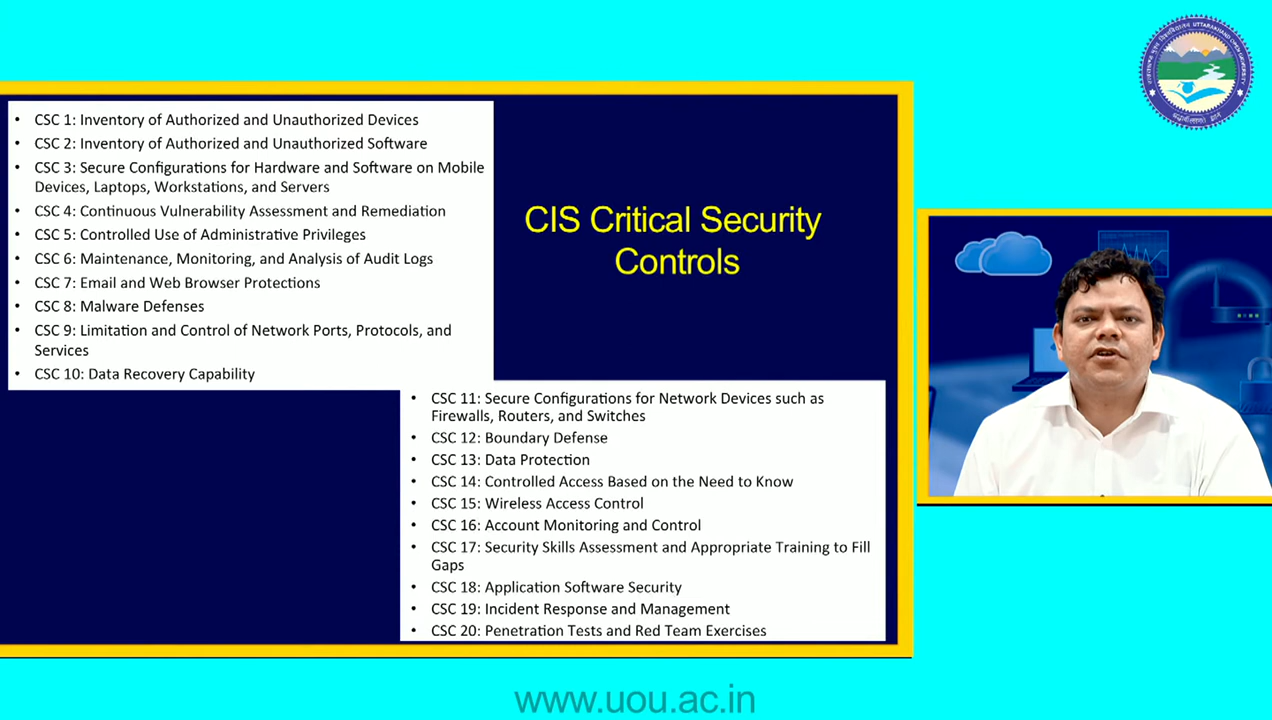 CSC 1: Inventory of Authorized and Unauthorized Devices
CSC 2: Inventory of Authorized and Unauthorized Software
CSC 3: Secure Configurations for Hardware and Software on Mobile
Devices, Laptops, Workstations, and Servers
CSC 4: Continuous Vulnerability Assessment and Remediation
CSC 5: Controlled Use of Administrative Privileges
CSC 6: Maintenance, Monitoring, and Analysis of Audit Logs
CSC 7: Email and Web Browser Protections
CSC 8: Malware Defenses
CSC 9: Limitation and Control of Network Ports, Protocols, and
Services
CSC 10: Data Recovery Capability
CIS Critical Security
Controls
CSC 11: Secure Configurations for Network Devices such as
Firewalls, Routers, and Switches
CSC 12: Boundary Defense
CSC 13: Data Protection
CSC 14: Controlled Access Based on the Need to Know
CSC 15: Wireless Access Control
CSC 16: Account Monitoring and Control
CSC 17: Security Skills Assessment and Appropriate Training to Fill
Gaps
CSC 18: Application Software Security
CSC 19: Incident Response and Management
CSC 20: Penetration Tests and Red Team Exercises
UTTARAKHAND OPEN UNIVERSITY
www.uou.ac.in